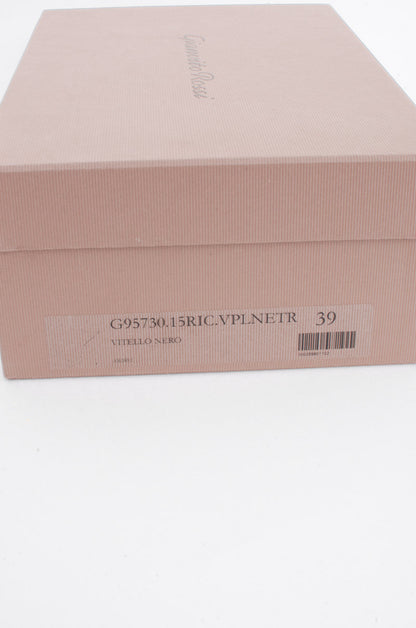 Gianvito Rossi
G95730.15RIC.VPLNETR 39
VITELLO NERO